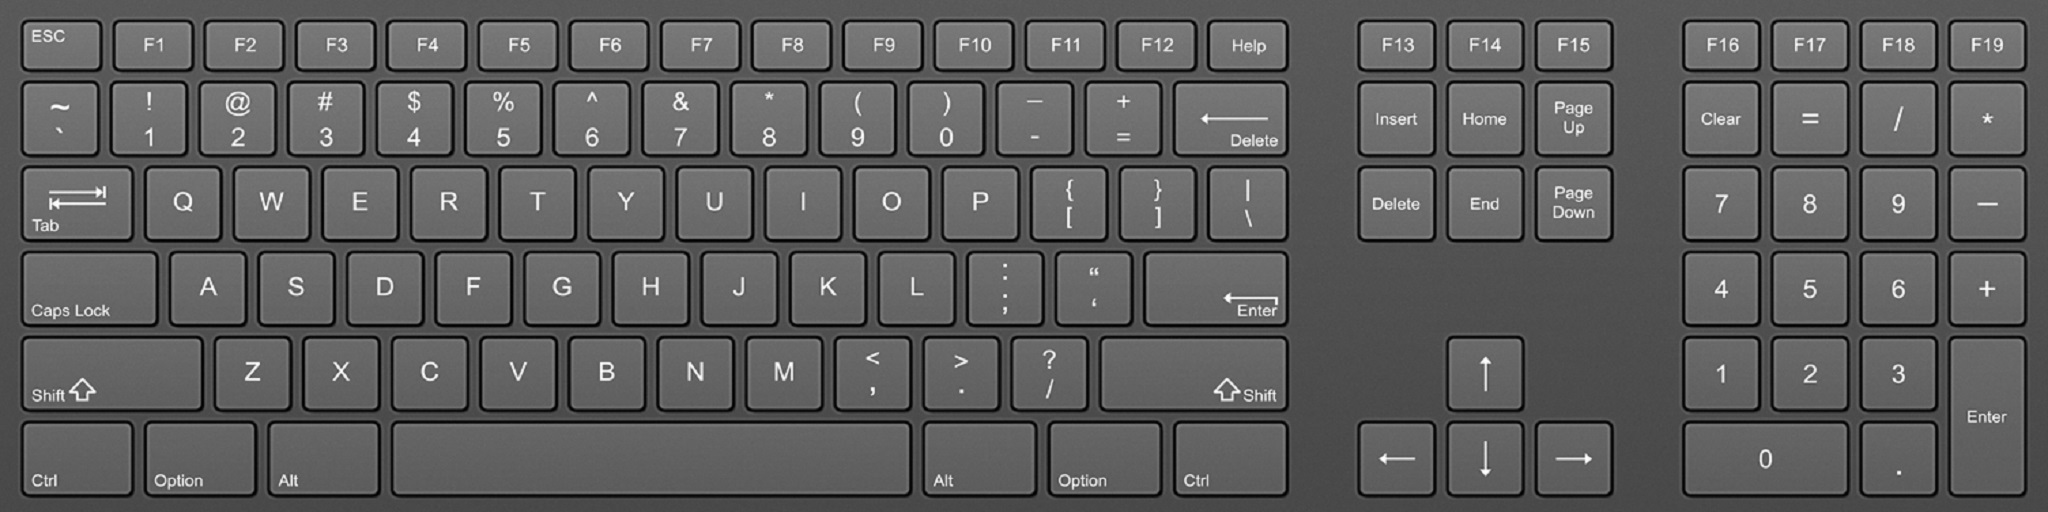 ESC F1 F2 F3 F4 F5 F6 F7 F8 F9 F10 F11 F12 Help F13 F14 F15 F16 F17 F18 F19
~ ! @ # $ % ^ & * ( ) — +
` 1 2 3 4 5 6 7 8 9 0 - = Delete Insert Home Page Up Clear = / *
Tab Q W E R T Y U I O P { [ } ] | \ Delete End Page Down 7 8 9 —
Caps Lock A S D F G H J K L : ; “ ‘ Enter 4 5 6 +
Shift Z X C V B N M < , > . ? / Shift ↑ 1 2 3 Enter
Ctrl Option Alt Alt Option Ctrl ← ↓ → 0 .